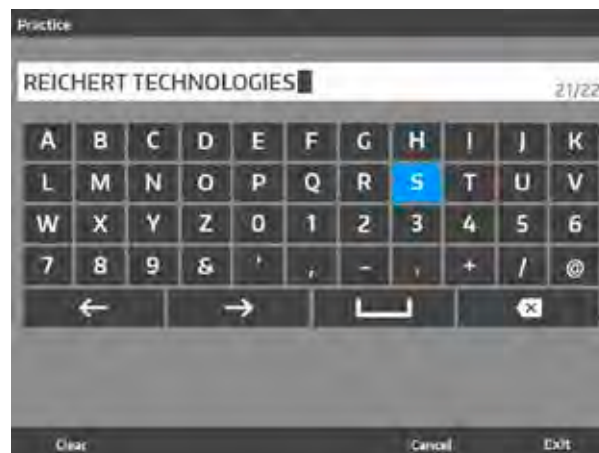 Practice
REICHERT TECHNOLOGIES
21/22
A B C D E F G H I J K
L M N O P Q R S T U V
W X Y Z 0 1 2 3 4 5 6
7 8 9 & ' , - + / @
← →
Clear Cancel Exit